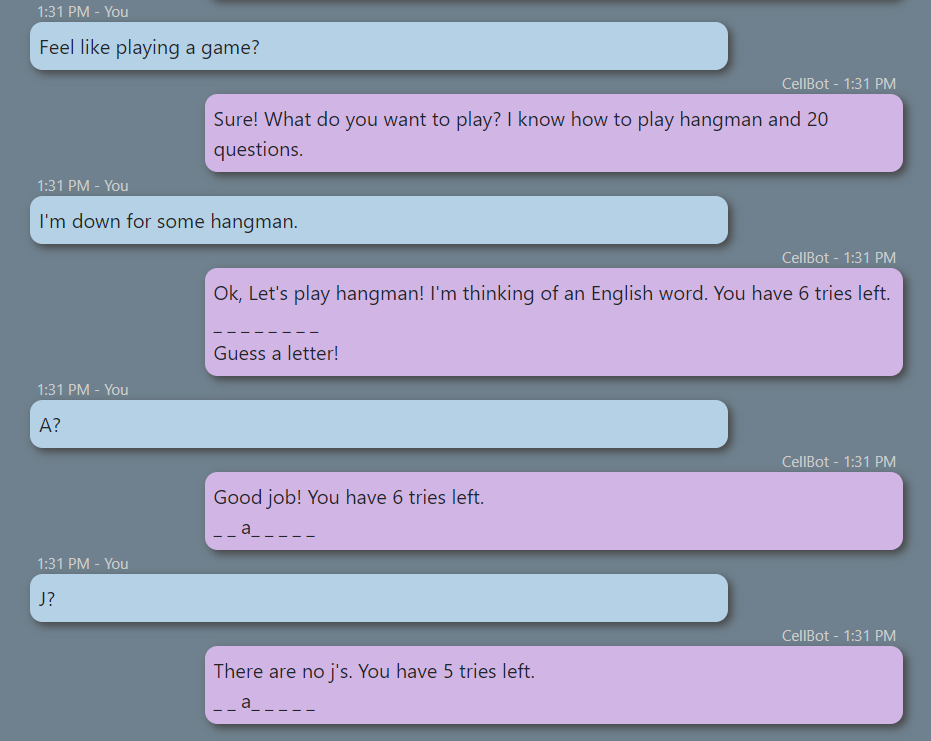 1:31 PM - You
Feel like playing a game?
CellBot - 1:31 PM
Sure! What do you want to play? I know how to play hangman and 20
questions.
1:31 PM - You
I'm down for some hangman.
CellBot - 1:31 PM
Ok, Let's play hangman! I'm thinking of an English word. You have 6 tries left.
_ _ _ _ _ _ _ _
Guess a letter!
1:31 PM - You
A?
CellBot - 1:31 PM
Good job! You have 6 tries left.
_ _ a_ _ _ _ _
1:31 PM - You
J?
CellBot - 1:31 PM
There are no j's. You have 5 tries left.
_ _ a_ _ _ _ _